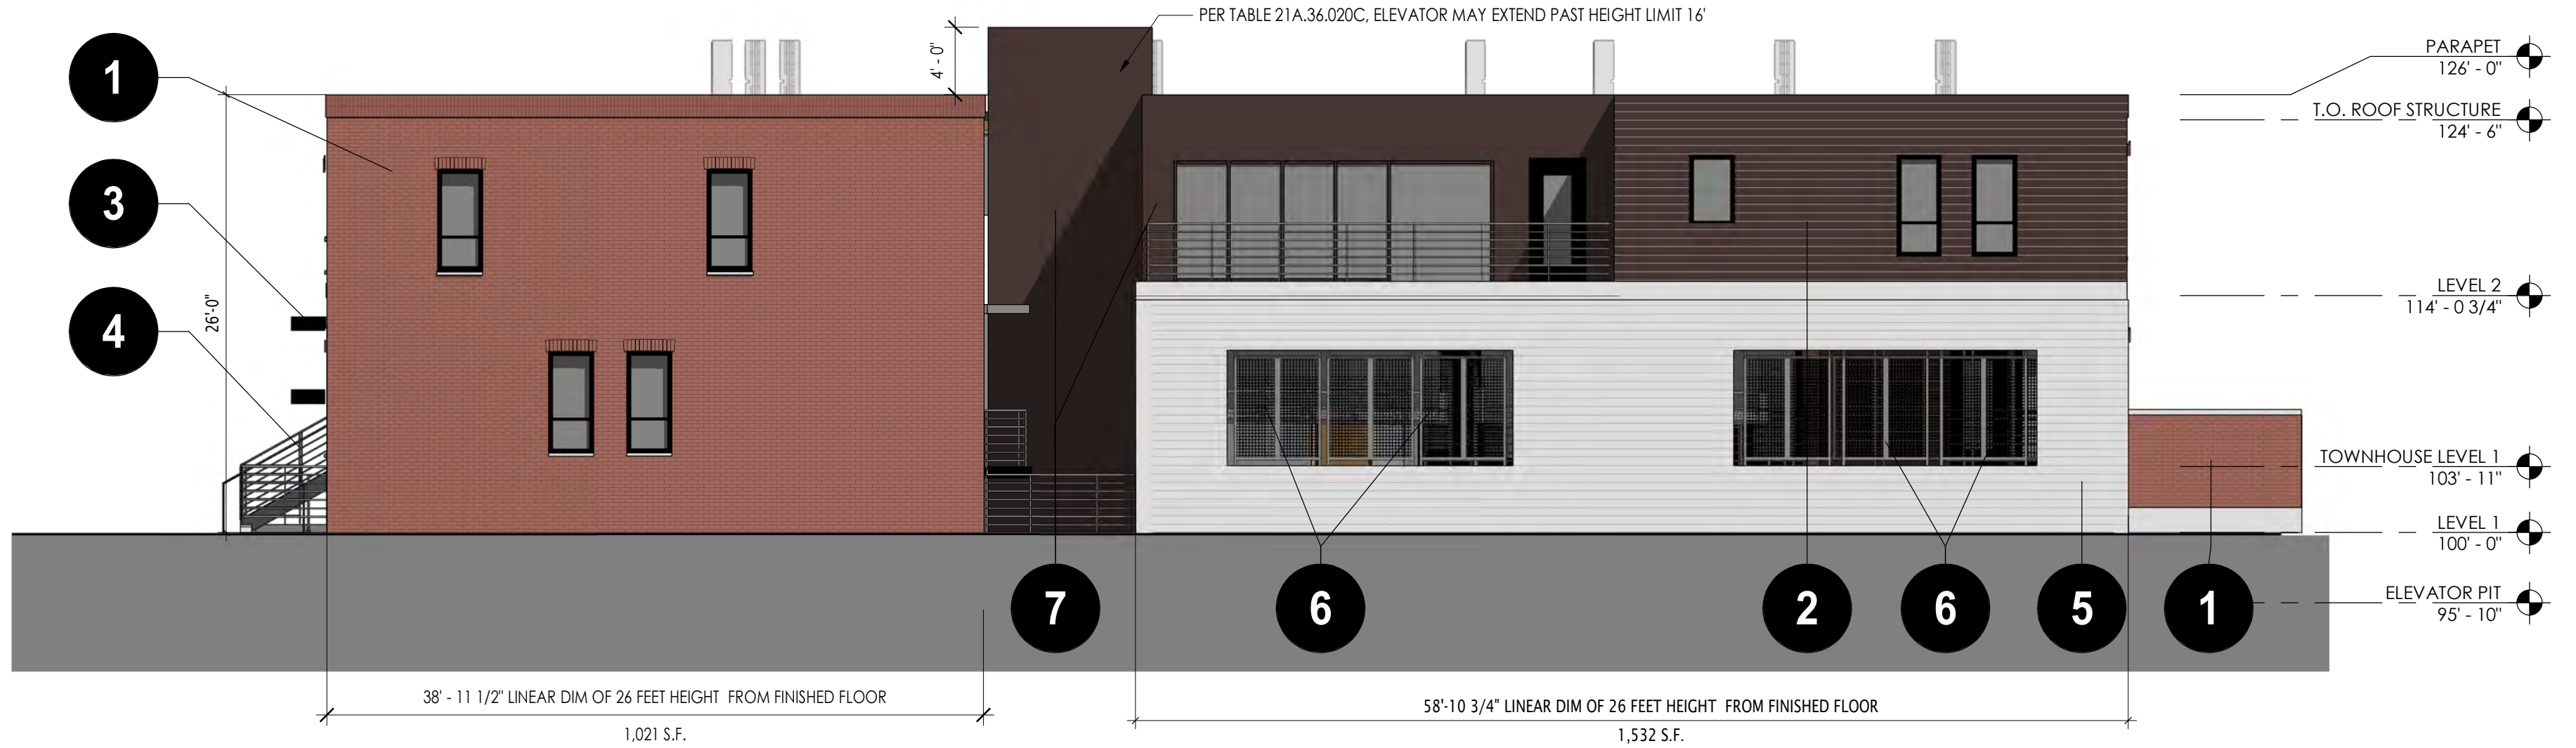 PER TABLE 21A.36.020C, ELEVATOR MAY EXTEND PAST HEIGHT LIMIT 16'
4' - 0"
1
3
4
26'-0"
PARAPET
126' - 0"
T.O. ROOF STRUCTURE
124' - 6"
LEVEL 2
114' - 0 3/4"
TOWNHOUSE LEVEL 1
103' - 11"
LEVEL 1
100' - 0"
ELEVATOR PIT
95' - 10"
7
6
2
6
5
1
38' - 11 1/2" LINEAR DIM OF 26 FEET HEIGHT FROM FINISHED FLOOR
1,021 S.F.
58'-10 3/4" LINEAR DIM OF 26 FEET HEIGHT FROM FINISHED FLOOR
1,532 S.F.